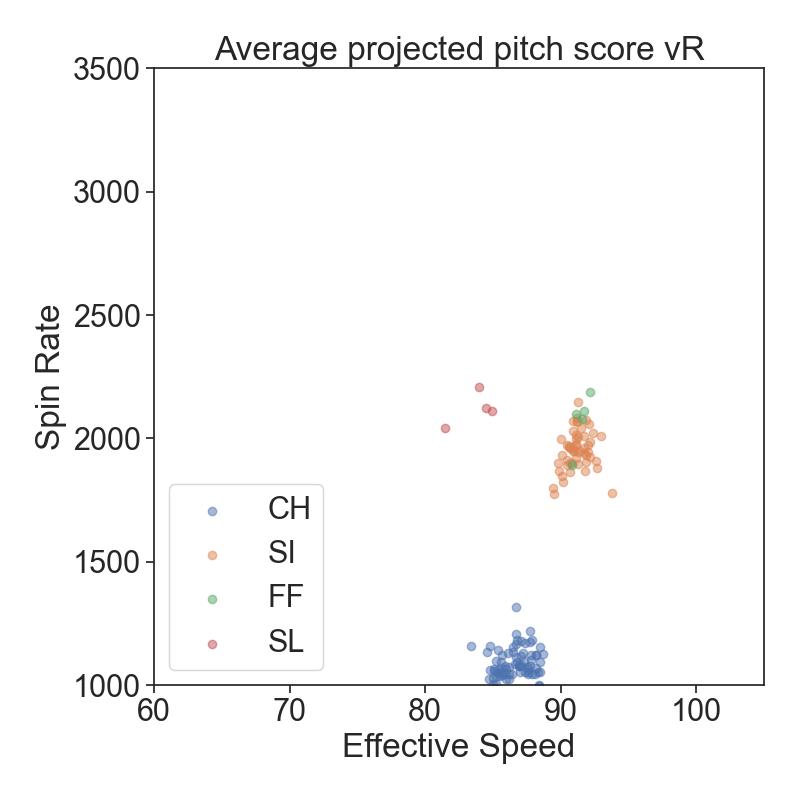 Average projected pitch score vR
3500
3000
2500
2000
1500
1000
Spin Rate
CH
SI
FF
SL
60 70 80 90 100
Effective Speed